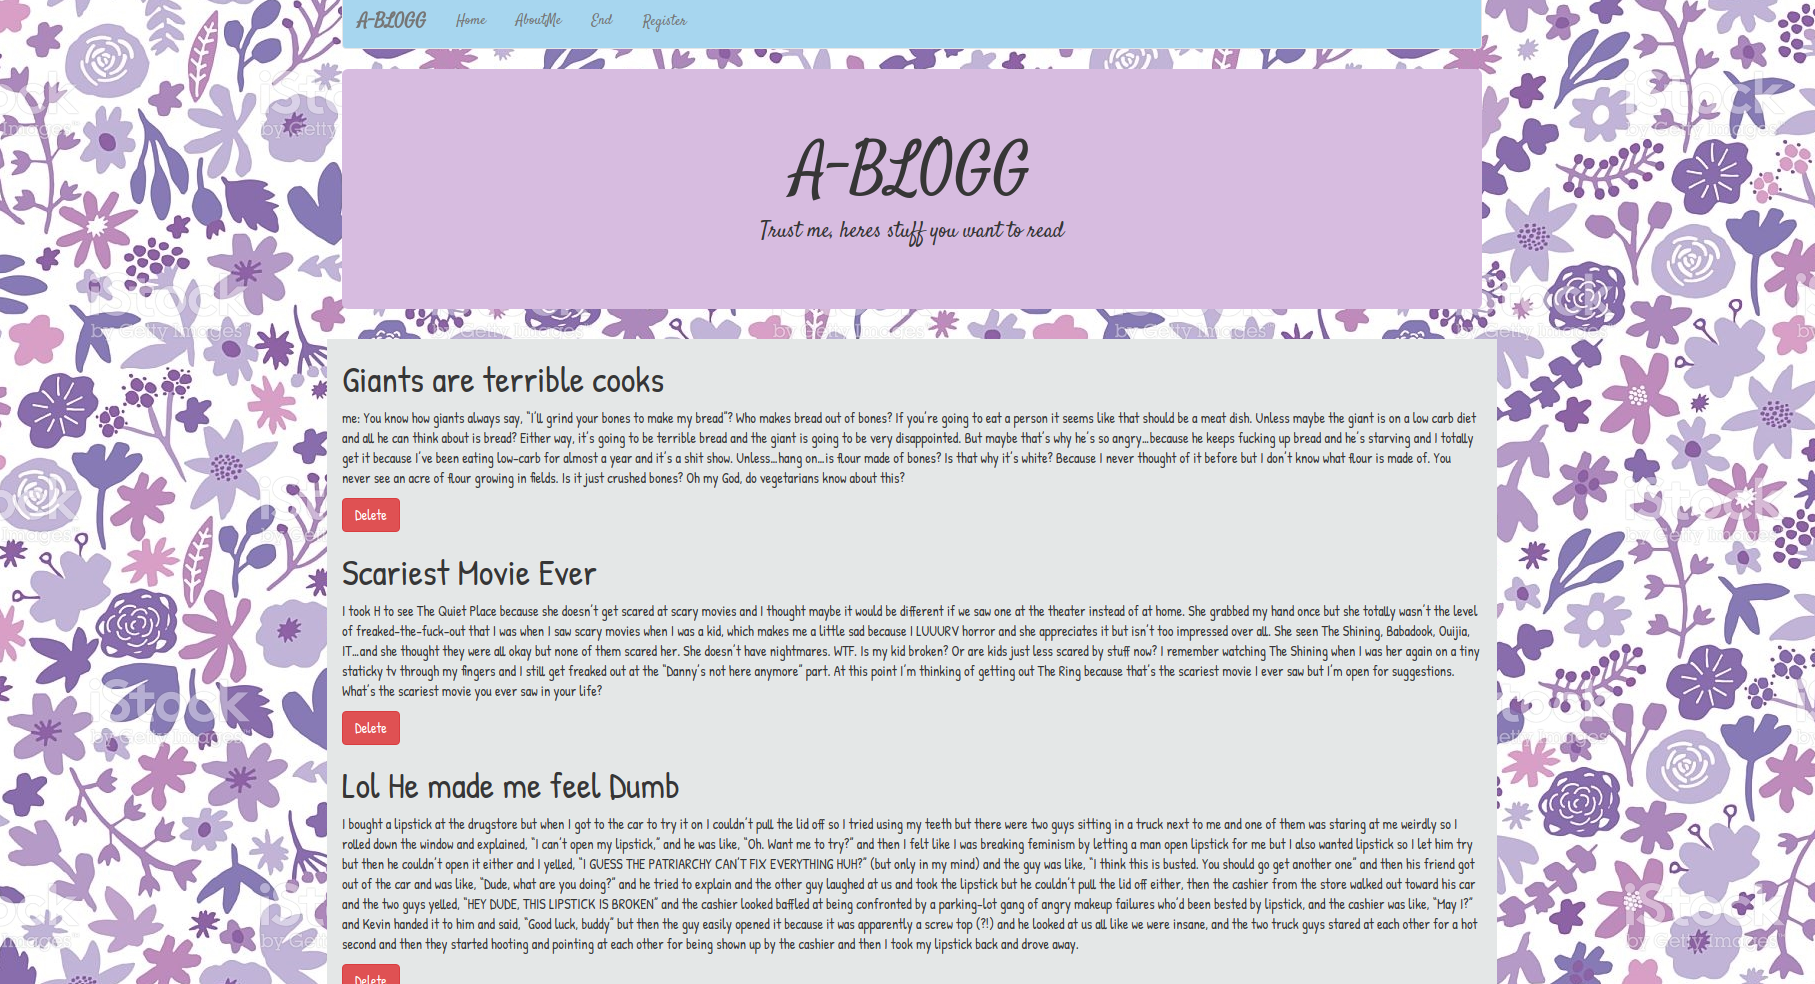 A-BLOGG Home AboutMe End Register
A-BLOGG
Trust me, heres stuff you want to read
Giants are terrible cooks
me: You know how giants always say, "I'll grind your bones to make my bread"? Who makes bread out of bones? If you're going to eat a person it seems like that should be a meat dish. Unless maybe the giant is on a low carb diet
and all he can think about is bread? Either way, it's going to be terrible bread and the giant is going to be very disappointed. But maybe that's why he's so angry...because he keeps fucking up bread and he's starving and I totally
get it because I've been eating low-carb for almost a year and it's a shit show. Unless...hang on...is flour made of bones? Is that why it's white? Because I never thought of it before but I don't know what flour is made of. You
never see an acre of flour growing in fields. Is it just crushed bones? Oh my God, do vegetarians know about this?
Delete
Scariest Movie Ever
I took H to see The Quiet Place because she doesn't get scared at scary movies and I thought maybe it would be different if we saw one at the theater instead of at home. She grabbed my hand once but she totally wasn't the level
of freaked-the-fuck-out that I was when I saw scary movies when I was a kid, which makes me a little sad because I LUUURV horror and she appreciates it but isn't too impressed over all. She seen The Shining, Babadook, Ouijia,
IT...and she thought they were all okay but none of them scared her. She doesn't have nightmares. WTF. Is my kid broken? Or are kids just less scared by stuff now? I remember watching The Shining when I was her again on a tiny
staticky tv through my fingers and I still get freaked out at the "Danny's not here anymore" part. At this point I'm thinking of getting out The Ring because that's the scariest movie I ever saw but I'm open for suggestions.
What's the scariest movie you ever saw in your life?
Delete
Lol He made me feel Dumb
I bought a lipstick at the drugstore but when I got to the car to try it on I couldn't pull the lid off so I tried using my teeth but there were two guys sitting in a truck next to me and one of them was staring at me weirdly so I
rolled down the window and explained, "I can't open my lipstick," and he was like, "Oh. Want me to try?" and then I felt like I was breaking feminism by letting a man open lipstick for me but I also wanted lipstick so I let him try
but then he couldn't open it either and I yelled, "I GUESS THE PATRIARCHY CAN'T FIX EVERYTHING HUH?" (but only in my mind) and the guy was like, "I think this is busted. You should go get another one" and then his friend got
out of the car and was like, "Dude, what are you doing?" and he tried to explain and the other guy laughed at us and took the lipstick but he couldn't pull the lid off either, then the cashier from the store walked out toward his car
and the two guys yelled, "HEY DUDE, THIS LIPSTICK IS BROKEN" and the cashier looked baffled at being confronted by a parking-lot gang of angry makeup failures who'd been bested by lipstick, and the cashier was like, "May I?"
and Kevin handed it to him and said, "Good luck, buddy" but then the guy easily opened it because it was apparently a screw top (?!) and he looked at us all like we were insane, and the two truck guys stared at each other for a hot
second and then they started hooting and pointing at each other for being shown up by the cashier and then I took my lipstick back and drove away.
Delete
iStock
by Getty Images™